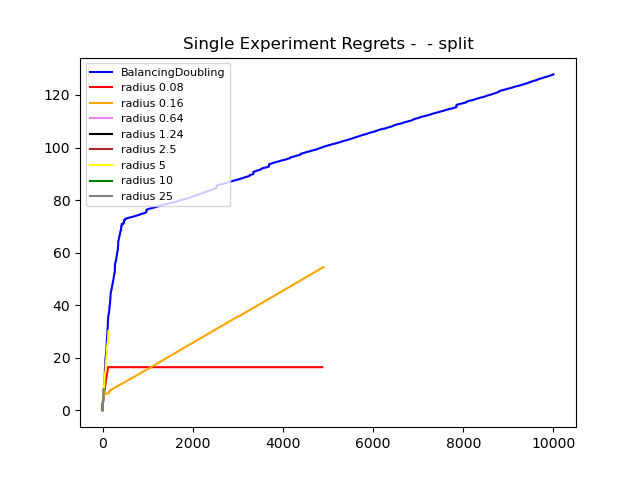 Single Experiment Regrets -  - split
BalancingDoubling
radius 0.08
radius 0.16
radius 0.64
radius 1.24
radius 2.5
radius 5
radius 10
radius 25
120
100
80
60
40
20
0
0 2000 4000 6000 8000 10000